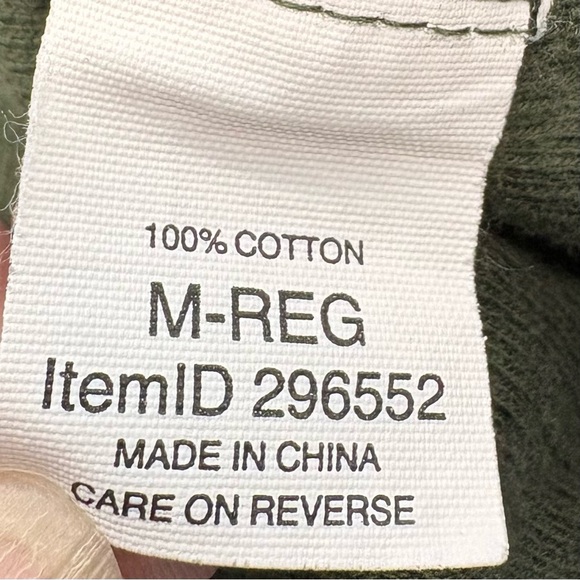 100% COTTON
M-REG
ItemID 296552
MADE IN CHINA
CARE ON REVERSE